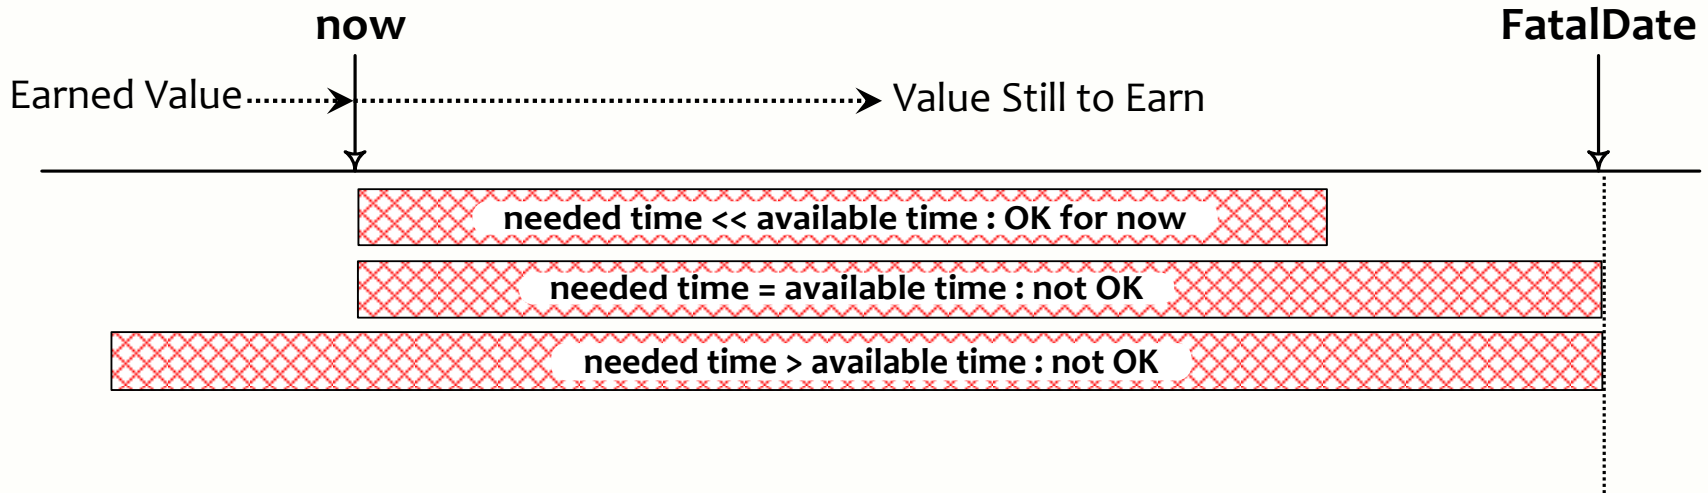 now
FatalDate
Earned Value
Value Still to Earn
needed time << available time : OK for now
needed time = available time : not OK
needed time > available time : not OK